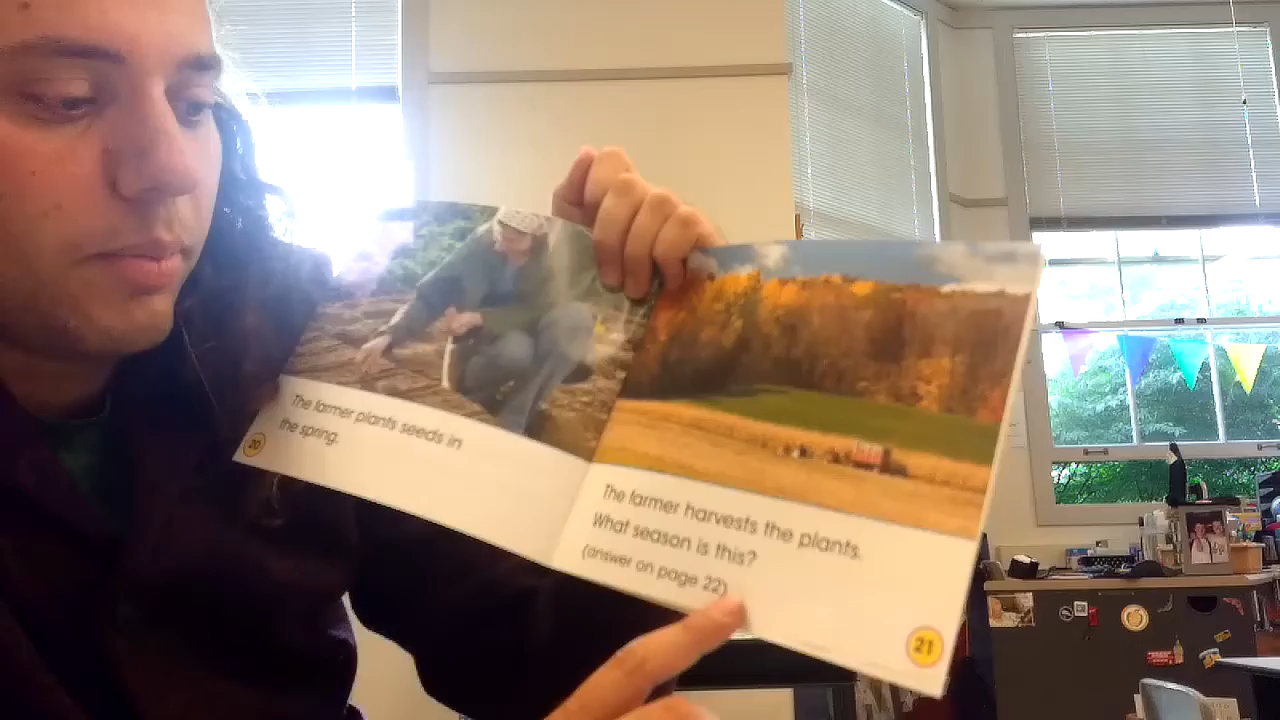 The farmer plants seeds in
the spring.
20
The farmer harvests the plants.
What season is this?
(answer on page 22)
21